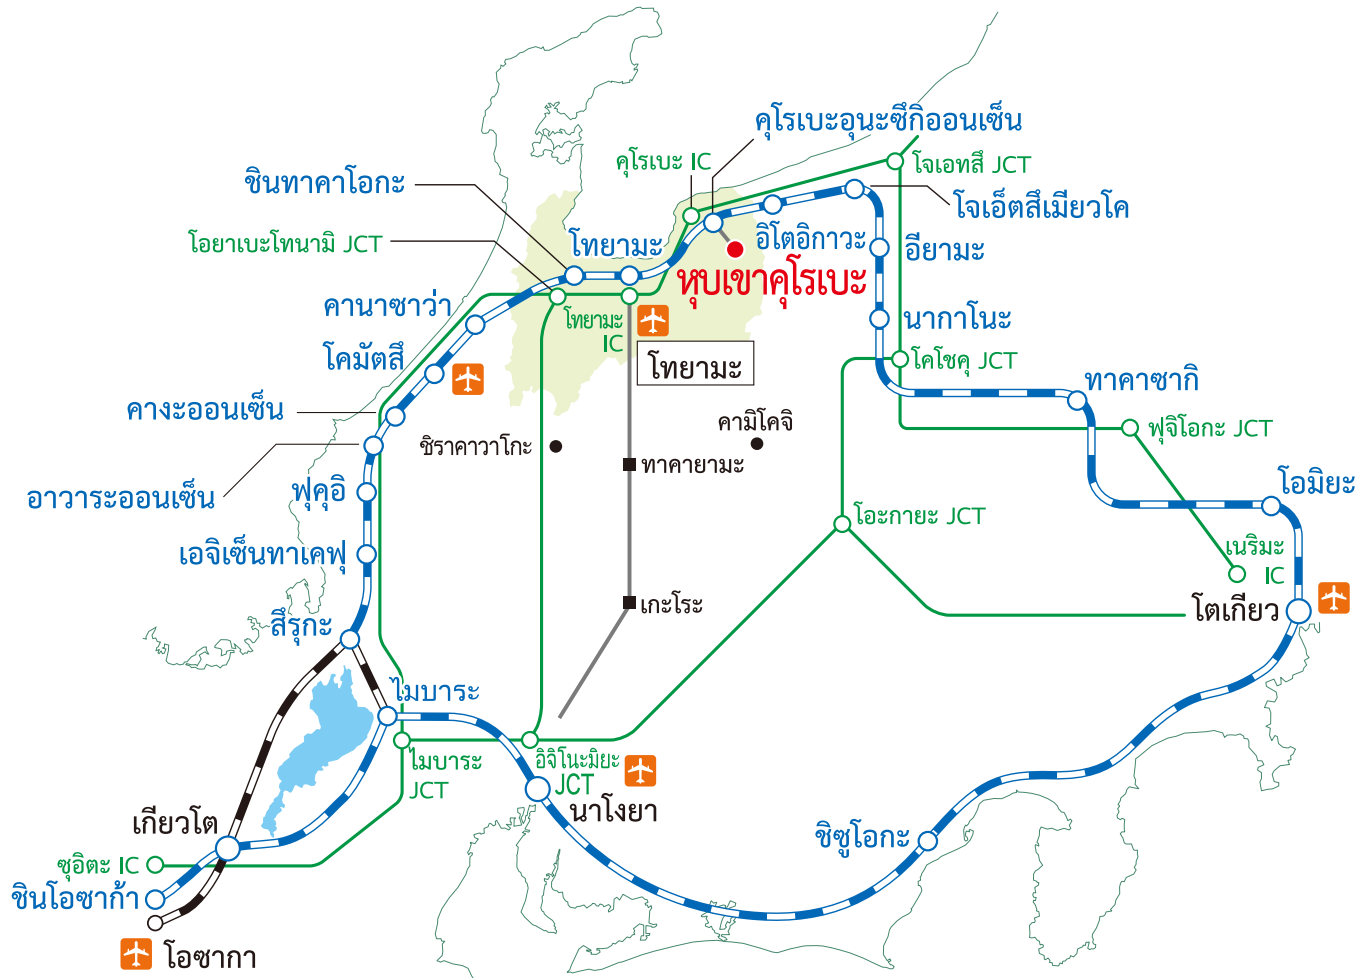 คุโรเบะอุนะซึกิออนเซ็น
คุโรเบะ IC
โจเอทสึ JCT
ชินทาคาโอกะ
โจเอ็ตสึเมียวโค
โอยาเบะโทนามิ JCT
โทยามะ
อิโตอิกาวะ
อียามะ
หุบเขาคุโรเบะ
คานาซาว่า
โทยามะ
IC
นากาโนะ
โคมัตสึ
โทยามะ
โคโชคุ JCT
ทาคาซากิ
คางะออนเซ็น
คามิโคจิ
ชิราคาวาโกะ
ฟุจิโอกะ JCT
ทาคายามะ
อาวาระออนเซ็น
ฟุคุอิ
โอมิยะ
โอะกายะ JCT
เอจิเซ็นทาเคฟุ
เนริมะ
IC
เกะโระ
โตเกียว
สึรุกะ
ไมบาระ
ไมบาระ
JCT
อิจิโนะมิยะ
JCT
นาโงยา
เกียวโต
ชิซูโอกะ
ซุอิตะ IC
ชินโอซาก้า
โอซากา